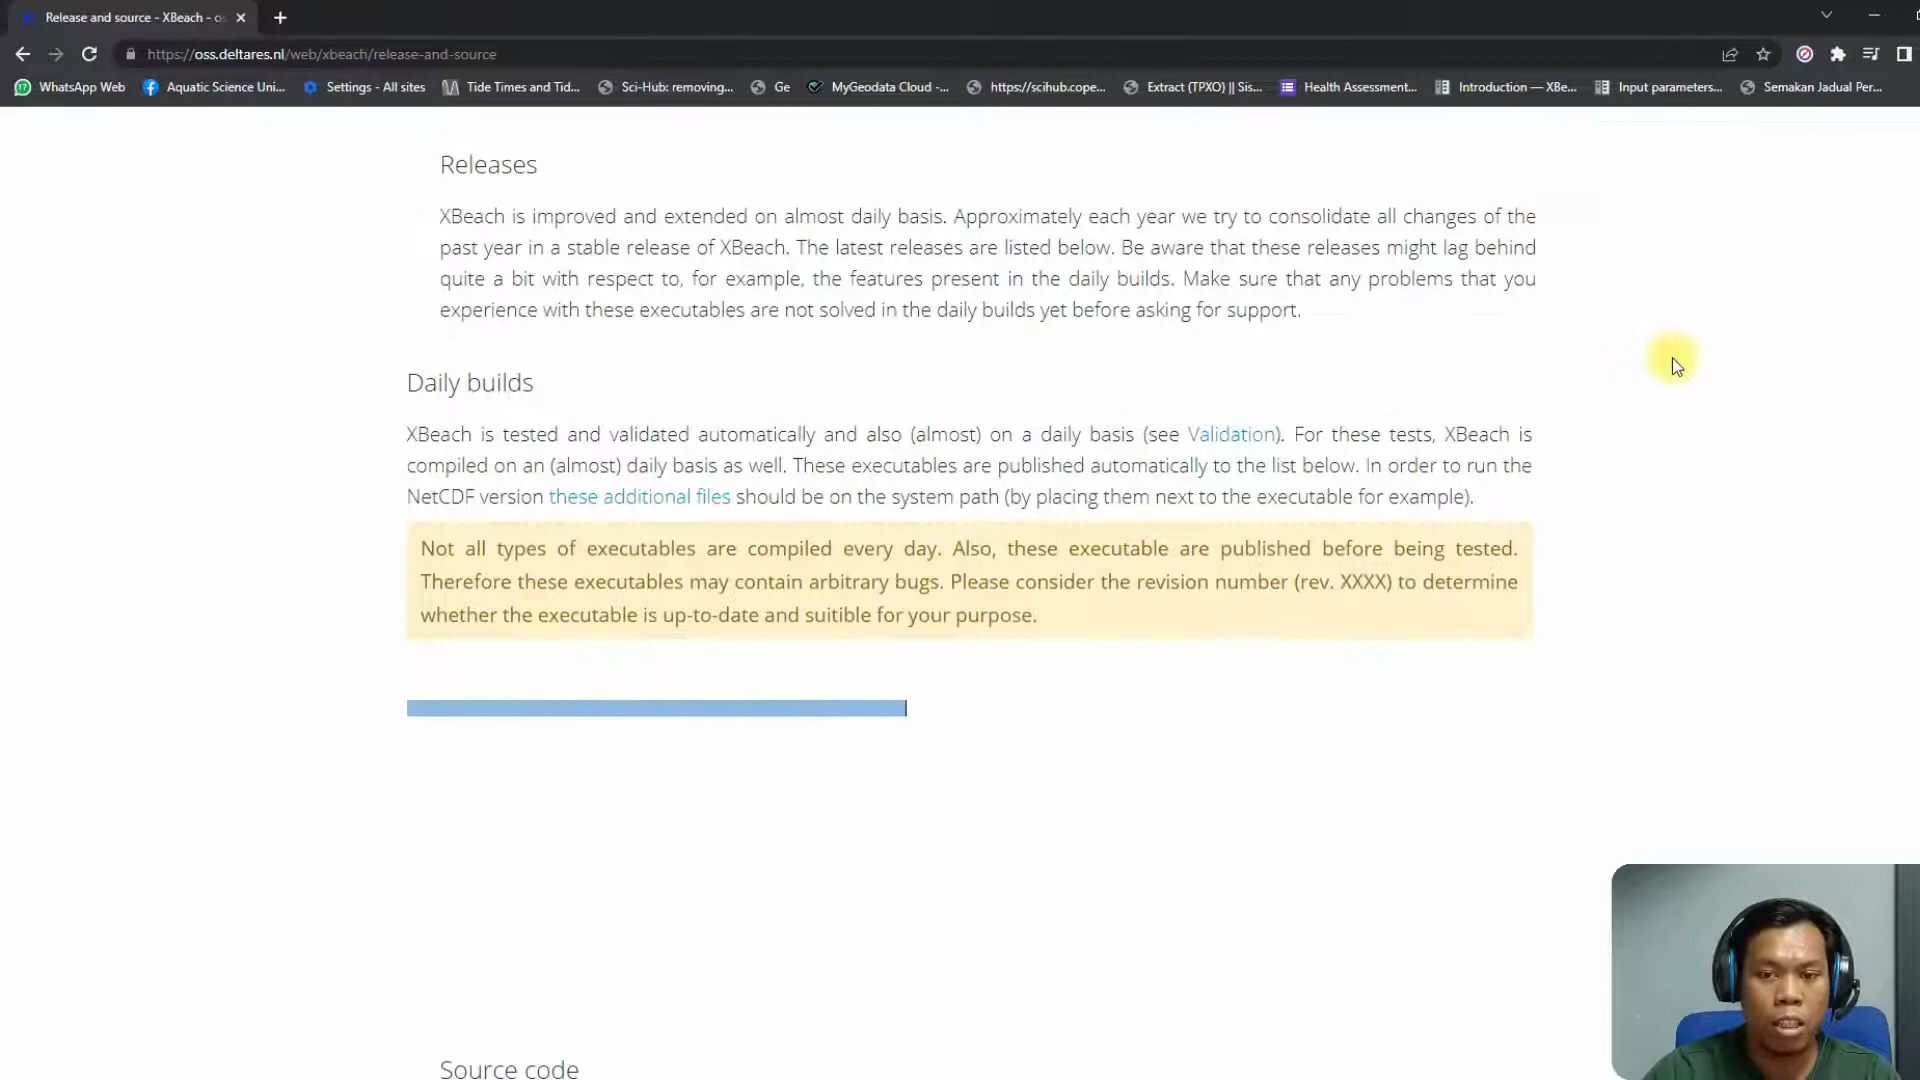 Release and source - XBeach - os
https://oss.deltares.nl/web/xbeach/release-and-source
WhatsApp Web
Aquatic Science Uni...
Settings - All sites
Tide Times and Tid...
Sci-Hub: removing...
Ge
MyGeodata Cloud -...
https://scihub.cope...
Extract (TPXO) || Sis...
Health Assessment...
Introduction — XBe...
Input parameters...
Semakan Jadual Per...
Releases
XBeach is improved and extended on almost daily basis. Approximately each year we try to consolidate all changes of the
past year in a stable release of XBeach. The latest releases are listed below. Be aware that these releases might lag behind
quite a bit with respect to, for example, the features present in the daily builds. Make sure that any problems that you
experience with these executables are not solved in the daily builds yet before asking for support.
Daily builds
XBeach is tested and validated automatically and also (almost) on a daily basis (see Validation). For these tests, XBeach is
compiled on an (almost) daily basis as well. These executables are published automatically to the list below. In order to run the
NetCDF version these additional files should be on the system path (by placing them next to the executable for example).
Not all types of executables are compiled every day. Also, these executable are published before being tested.
Therefore these executables may contain arbitrary bugs. Please consider the revision number (rev. XXXX) to determine
whether the executable is up-to-date and suitible for your purpose.
Source code